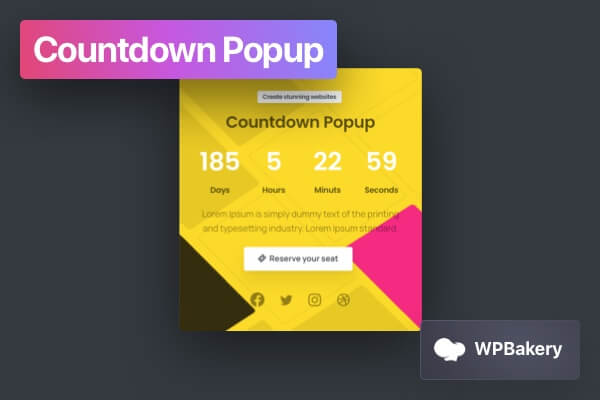 Countdown Popup
Create stunning websites
Countdown Popup
185 5 22 59
Days Hours Minuts Seconds
Lorem Ipsum is simply dummy text of the printing
and typesetting industry. Lorem Ipsum standard.
Reserve your seat
WPBakery